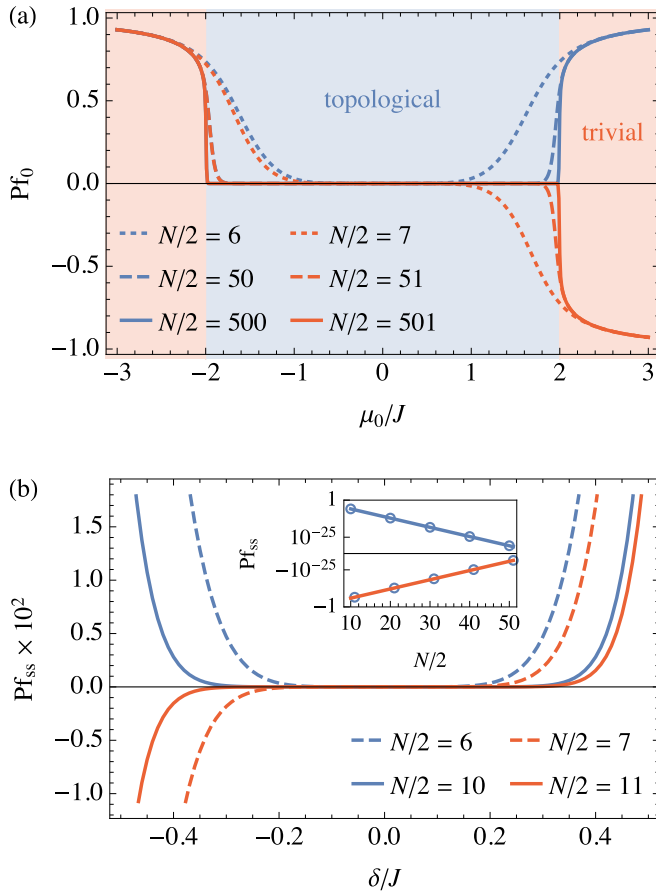 (a)
1.0
0.5
0.0
−0.5
−1.0
Pf₀
topological
trivial
N/2 = 6
N/2 = 7
N/2 = 50
N/2 = 51
N/2 = 500
N/2 = 501
−3 −2 −1 0 1 2 3
μ₀/J
(b)
1.5
1.0
0.5
0.0
−0.5
−1.0
Pfₛₛ × 10²
1
10⁻²⁵
−10⁻²⁵
−1
Pfₛₛ
10 20 30 40 50
N/2
N/2 = 6
N/2 = 7
N/2 = 10
N/2 = 11
−0.4 −0.2 0.0 0.2 0.4
δ/J